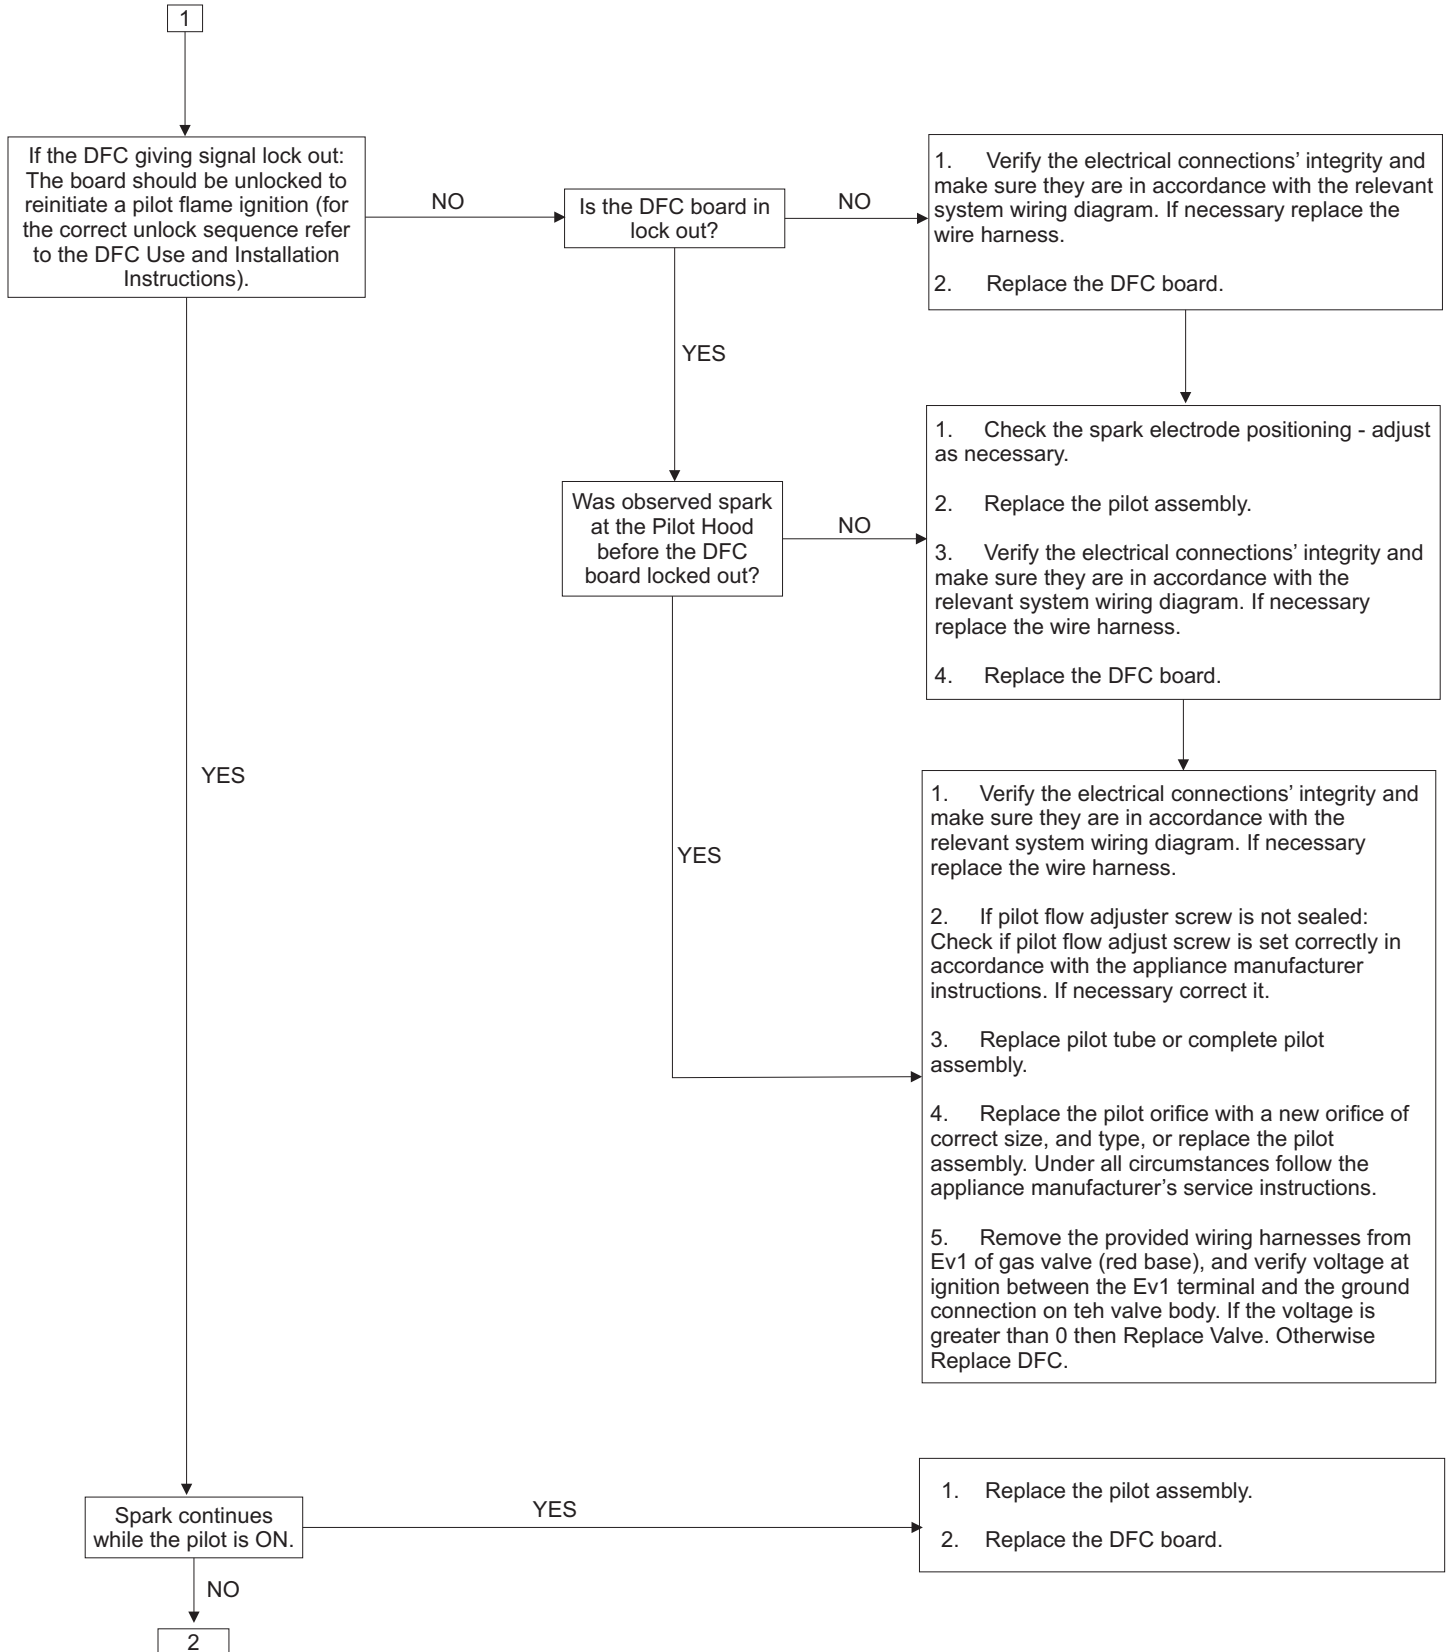 1
If the DFC giving signal lock out:
The board should be unlocked to
reinitiate a pilot flame ignition (for
the correct unlock sequence refer
to the DFC Use and Installation
Instructions).
NO
Is the DFC board in
lock out?
NO
1. Verify the electrical connections’ integrity and
make sure they are in accordance with the relevant
system wiring diagram. If necessary replace the
wire harness.
2. Replace the DFC board.
YES
Was observed spark
at the Pilot Hood
before the DFC
board locked out?
NO
1. Check the spark electrode positioning - adjust
as necessary.
2. Replace the pilot assembly.
3. Verify the electrical connections’ integrity and
make sure they are in accordance with the
relevant system wiring diagram. If necessary
replace the wire harness.
4. Replace the DFC board.
YES
YES
1. Verify the electrical connections’ integrity and
make sure they are in accordance with the
relevant system wiring diagram. If necessary
replace the wire harness.
2. If pilot flow adjuster screw is not sealed:
Check if pilot flow adjust screw is set correctly in
accordance with the appliance manufacturer
instructions. If necessary correct it.
3. Replace pilot tube or complete pilot
assembly.
4. Replace the pilot orifice with a new orifice of
correct size, and type, or replace the pilot
assembly. Under all circumstances follow the
appliance manufacturer’s service instructions.
5. Remove the provided wiring harnesses from
Ev1 of gas valve (red base), and verify voltage at
ignition between the Ev1 terminal and the ground
connection on teh valve body. If the voltage is
greater than 0 then Replace Valve. Otherwise
Replace DFC.
Spark continues
while the pilot is ON.
YES
1. Replace the pilot assembly.
2. Replace the DFC board.
NO
2